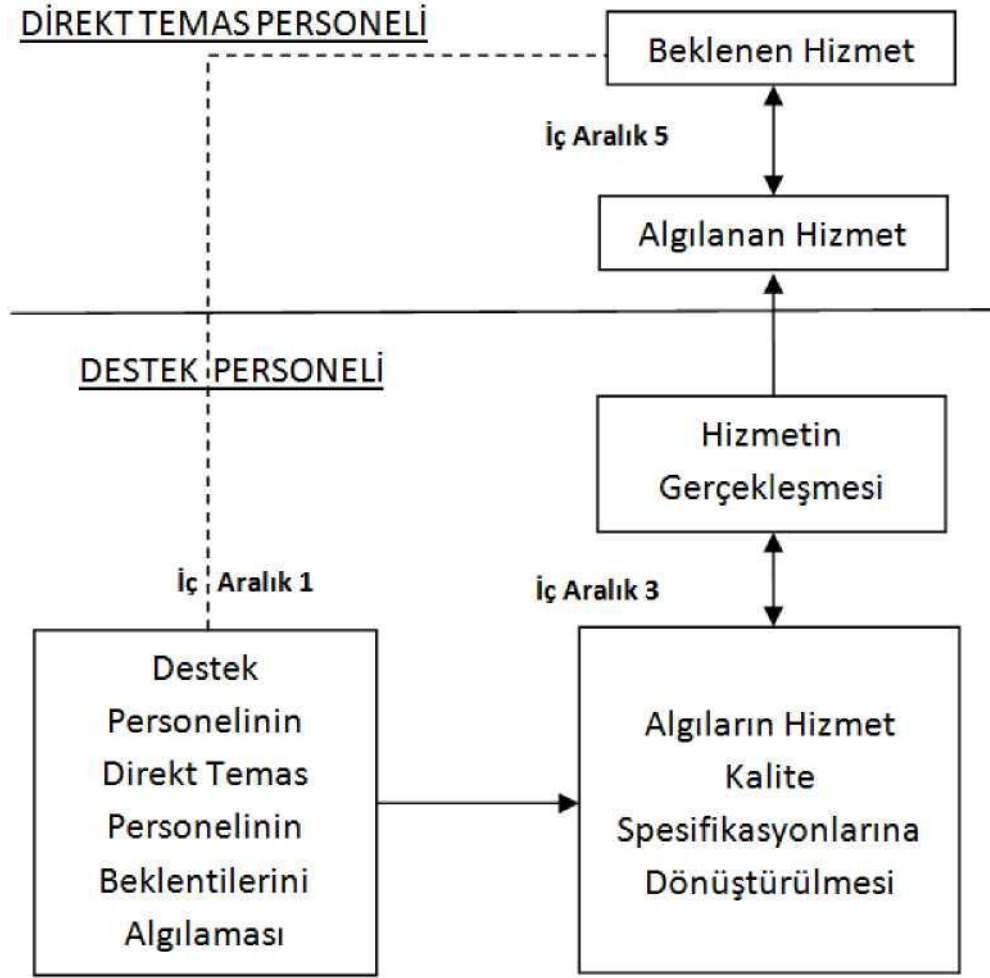 DİREKT TEMAS PERSONELİ
Beklenen Hizmet
İç Aralık 5
Algılanan Hizmet
DESTEK PERSONELİ
Hizmetin
Gerçekleşmesi
İç Aralık 1
İç Aralık 3
Destek
Personelinin
Direkt Temas
Personelinin
Beklentilerini
Algılaması
Algıların Hizmet
Kalite
Spesifikasyonlarına
Dönüştürülmesi